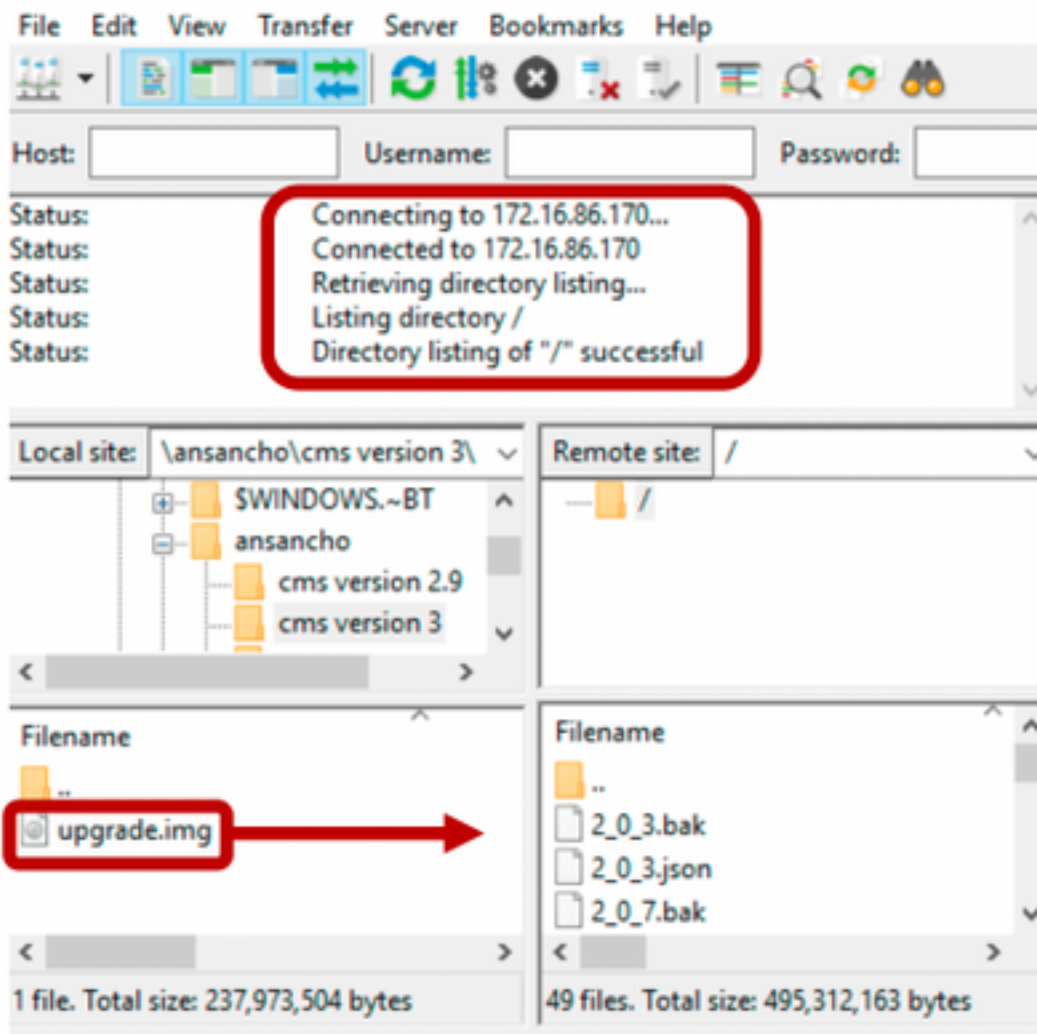 File Edit View Transfer Server Bookmarks Help
Host: Username: Password:
Status: Connecting to 172.16.86.170...
Status: Connected to 172.16.86.170
Status: Retrieving directory listing...
Status: Listing directory /
Status: Directory listing of "/" successful
Local site: \ansancho\cms version 3\
$WINDOWS.~BT
ansancho
cms version 2.9
cms version 3
Remote site: /
/
Filename
..
upgrade.img
1 file. Total size: 237,973,504 bytes
Filename
..
2_0_3.bak
2_0_3.json
2_0_7.bak
49 files. Total size: 495,312,163 bytes